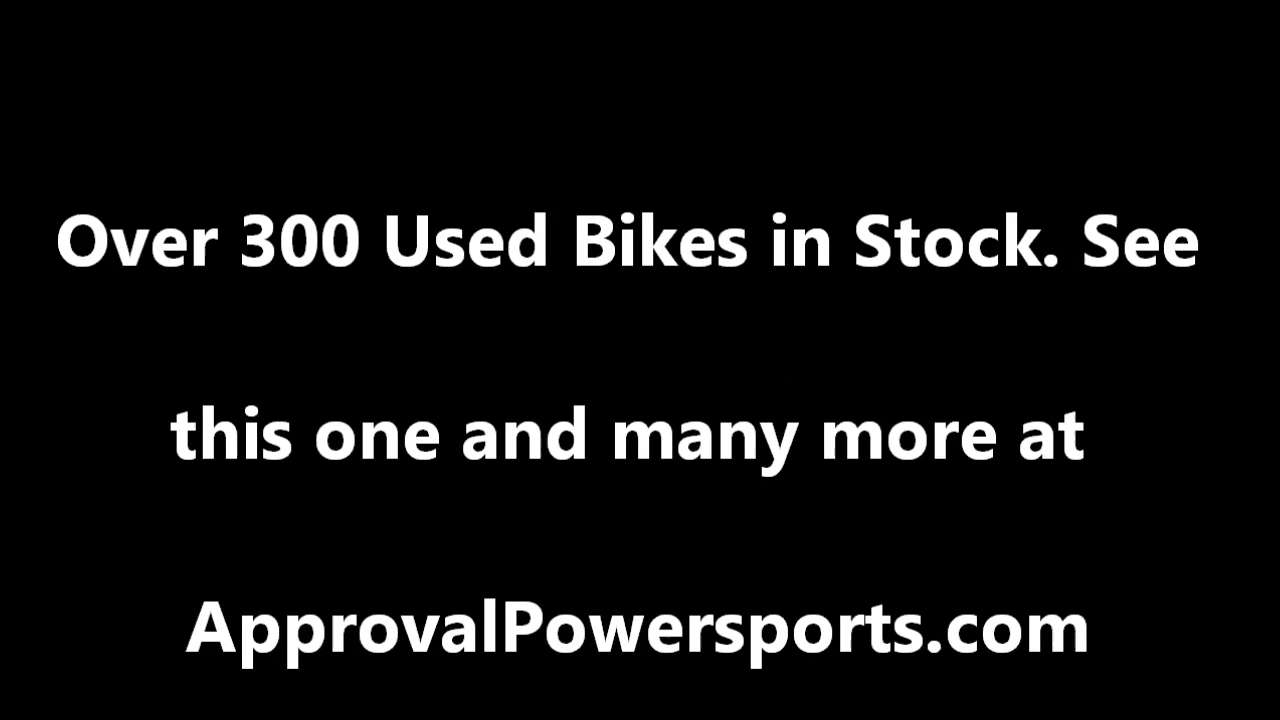 Over 300 Used Bikes in Stock. See
this one and many more at
ApprovalPowersports.com